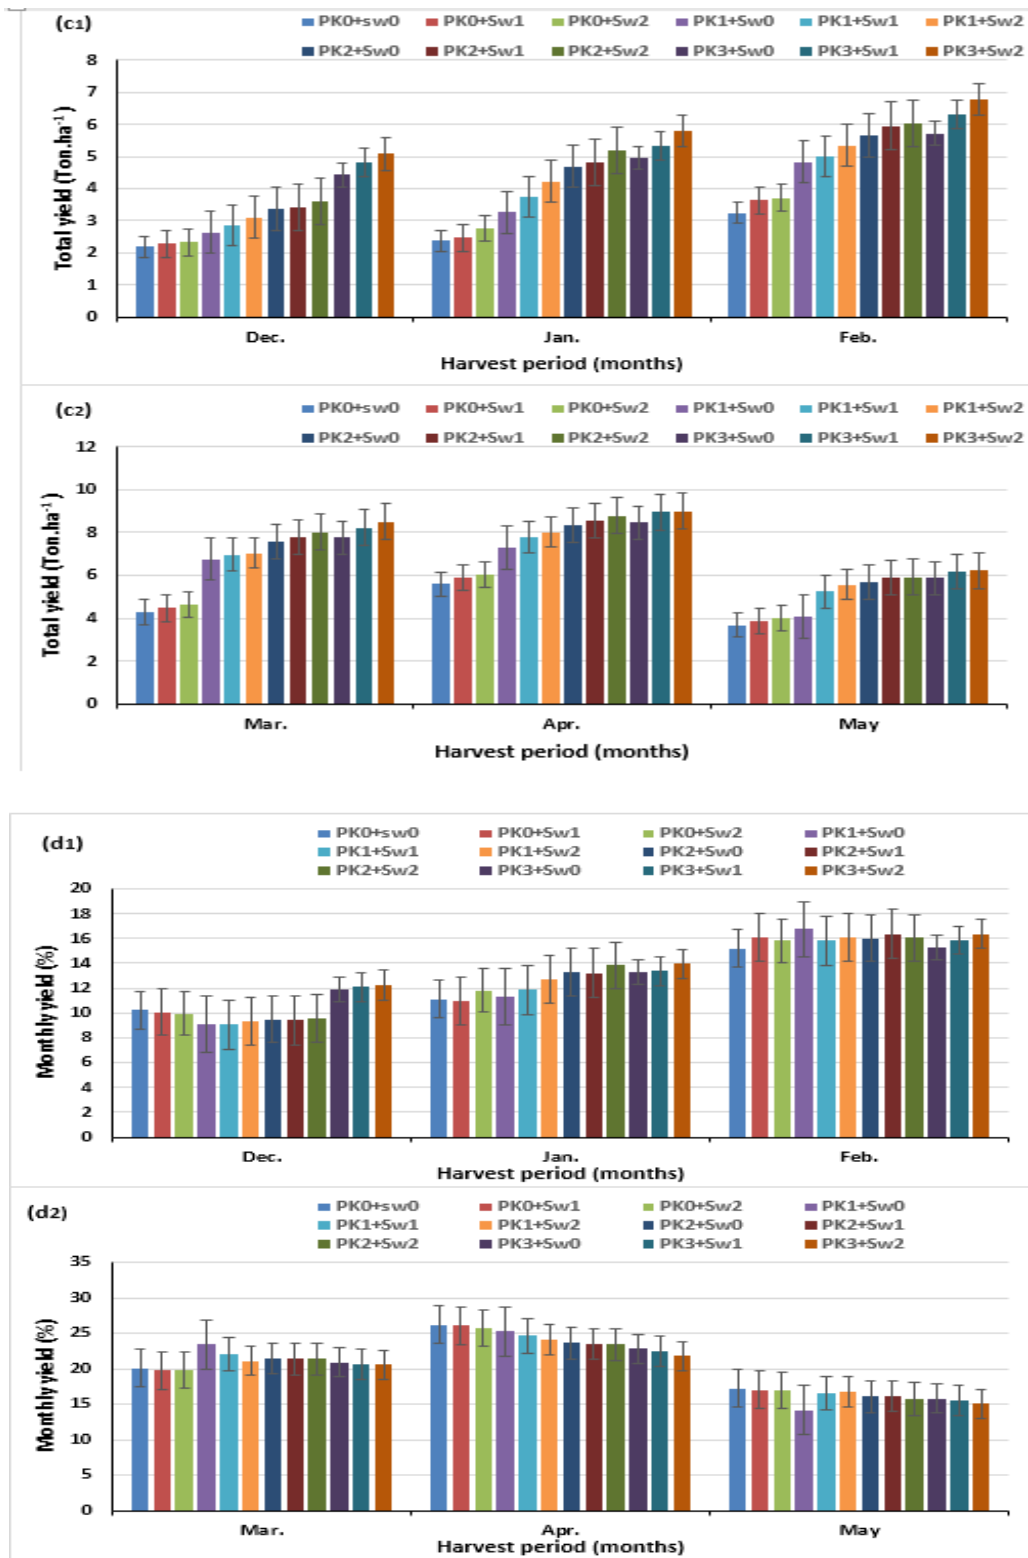 (c1)
PK0+sw0 PK0+Sw1 PK0+Sw2 PK1+Sw0 PK1+Sw1 PK1+Sw2
PK2+Sw0 PK2+Sw1 PK2+Sw2 PK3+Sw0 PK3+Sw1 PK3+Sw2
Total yield (Ton.ha-1)
8
7
6
5
4
3
2
1
0
Dec. Jan. Feb.
Harvest period (months)
(c2)
PK0+sw0 PK0+Sw1 PK0+Sw2 PK1+Sw0 PK1+Sw1 PK1+Sw2
PK2+Sw0 PK2+Sw1 PK2+Sw2 PK3+Sw0 PK3+Sw1 PK3+Sw2
Total yield (Ton.ha-1)
12
10
8
6
4
2
0
Mar. Apr. May
Harvest period (months)
(d1)
PK0+sw0 PK0+Sw1 PK0+Sw2 PK1+Sw0
PK1+Sw1 PK1+Sw2 PK2+Sw0 PK2+Sw1
PK2+Sw2 PK3+Sw0 PK3+Sw1 PK3+Sw2
Monthly yield (%)
20
18
16
14
12
10
8
6
4
2
0
Dec. Jan. Feb.
Harvest period (months)
(d2)
PK0+sw0 PK0+Sw1 PK0+Sw2 PK1+Sw0
PK1+Sw1 PK1+Sw2 PK2+Sw0 PK2+Sw1
PK2+Sw2 PK3+Sw0 PK3+Sw1 PK3+Sw2
Monthly yield (%)
35
30
25
20
15
10
5
0
Mar. Apr. May
Harvest period (months)